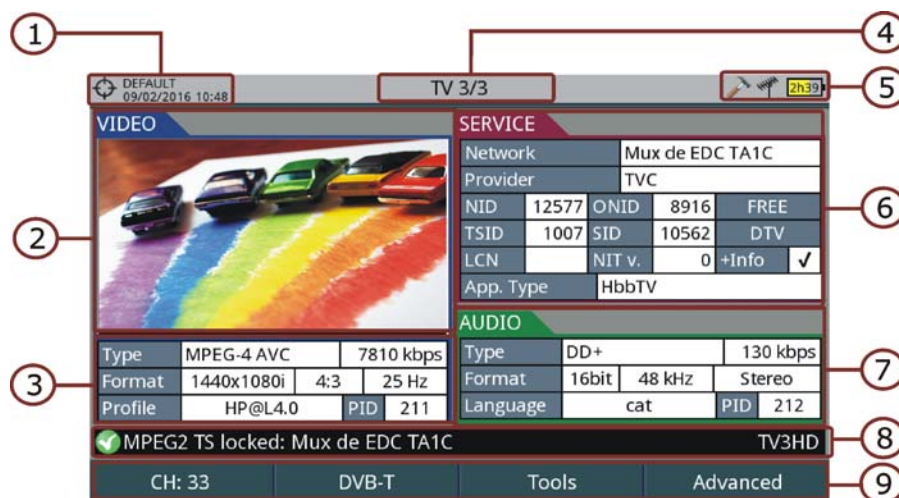 1
4
DEFAULT
09/02/2016 10:48
TV 3/3
2h39
5
VIDEO
2
Type MPEG-4 AVC 7810 kbps
Format 1440x1080i 4:3 25 Hz
Profile HP@L4.0 PID 211
3
SERVICE
Network Mux de EDC TA1C
Provider TVC
NID 12577 ONID 8916 FREE
TSID 1007 SID 10562 DTV
LCN NIT v. 0 +Info ✓
App. Type HbbTV
6
AUDIO
Type DD+ 130 kbps
Format 16bit 48 kHz Stereo
Language cat PID 212
7
MPEG2 TS locked: Mux de EDC TA1C TV3HD
8
CH: 33 DVB-T Tools Advanced
9